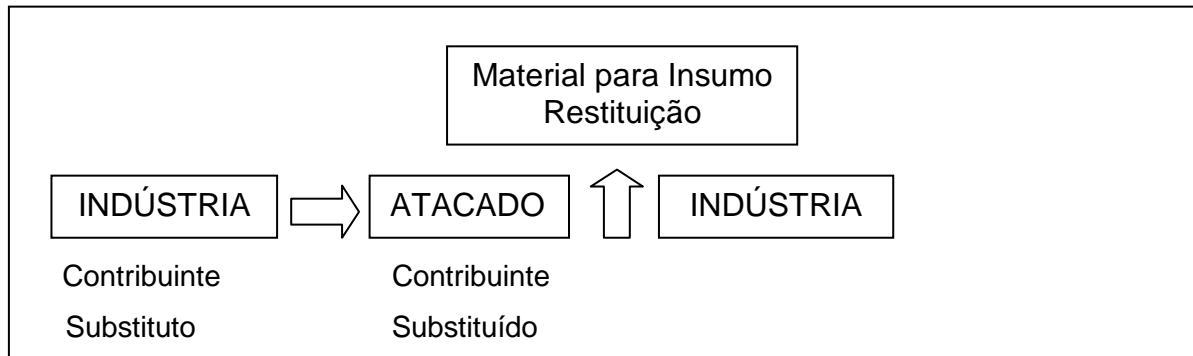 Material para Insumo
Restituição
INDÚSTRIA ATACADO INDÚSTRIA
Contribuinte Contribuinte
Substituto Substituído